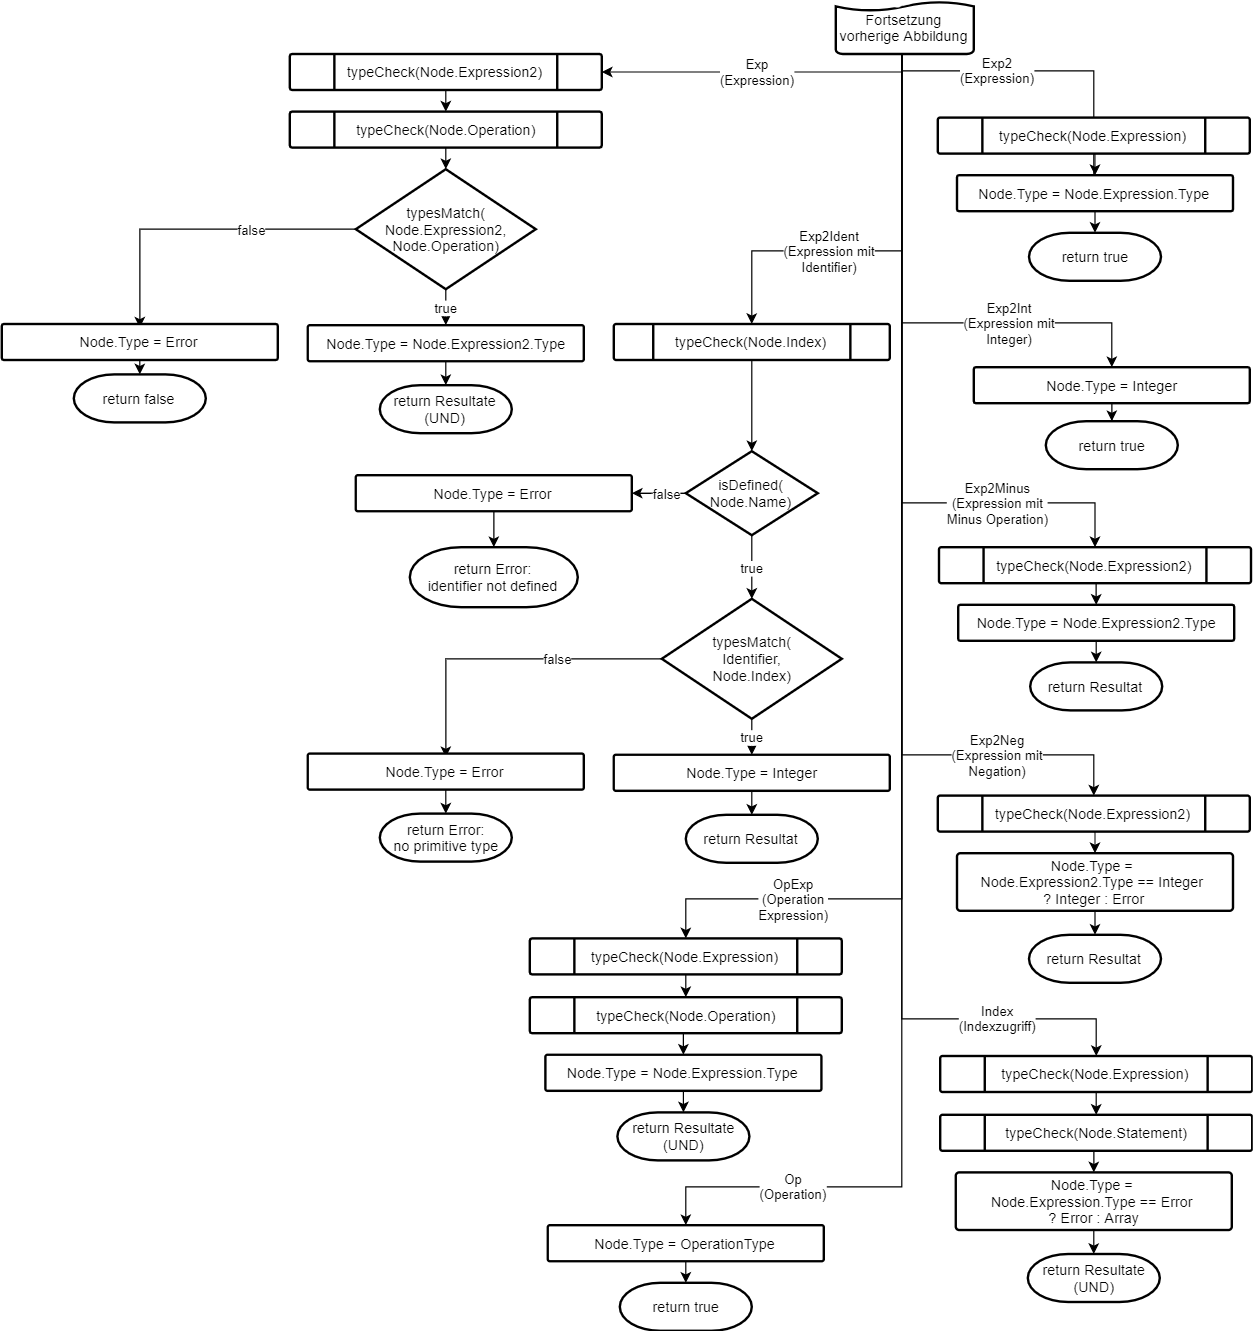 Fortsetzung
vorherige Abbildung
Exp
(Expression)
typeCheck(Node.Expression2)
typeCheck(Node.Operation)
typesMatch(
Node.Expression2,
Node.Operation)
false
true
Node.Type = Error
return false
Node.Type = Node.Expression2.Type
return Resultate
(UND)
Exp2
(Expression)
typeCheck(Node.Expression)
Node.Type = Node.Expression.Type
return true
Exp2Ident
(Expression mit
Identifier)
typeCheck(Node.Index)
isDefined(
Node.Name)
false
Node.Type = Error
return Error:
identifier not defined
true
typesMatch(
Identifier,
Node.Index)
false
Node.Type = Error
return Error:
no primitive type
true
Node.Type = Integer
return Resultat
Exp2Int
(Expression mit
Integer)
Node.Type = Integer
return true
Exp2Minus
(Expression mit
Minus Operation)
typeCheck(Node.Expression2)
Node.Type = Node.Expression2.Type
return Resultat
Exp2Neg
(Expression mit
Negation)
typeCheck(Node.Expression2)
Node.Type =
Node.Expression2.Type == Integer
? Integer : Error
return Resultat
OpExp
(Operation
Expression)
typeCheck(Node.Expression)
typeCheck(Node.Operation)
Node.Type = Node.Expression.Type
return Resultate
(UND)
Index
(Indexzugriff)
typeCheck(Node.Expression)
typeCheck(Node.Statement)
Node.Type =
Node.Expression.Type == Error
? Error : Array
return Resultate
(UND)
Op
(Operation)
Node.Type = OperationType
return true